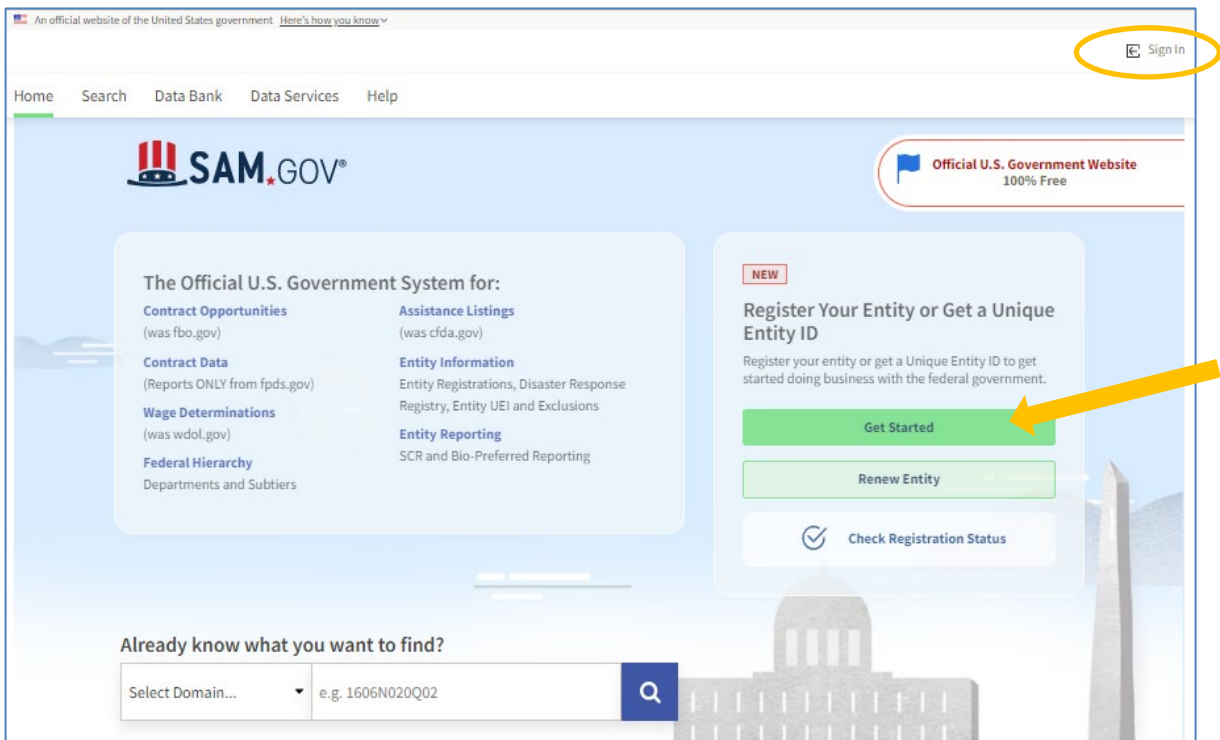 An official website of the United States government Here's how you know
Sign In
Home Search Data Bank Data Services Help
SAM.GOV®
Official U.S. Government Website
100% Free
The Official U.S. Government System for:
Contract Opportunities
(was fbo.gov)
Contract Data
(Reports ONLY from fpds.gov)
Wage Determinations
(was wdol.gov)
Federal Hierarchy
Departments and Subtiers
Assistance Listings
(was cfda.gov)
Entity Information
Entity Registrations, Disaster Response
Registry, Entity UEI and Exclusions
Entity Reporting
SCR and Bio-Preferred Reporting
NEW
Register Your Entity or Get a Unique
Entity ID
Register your entity or get a Unique Entity ID to get
started doing business with the federal government.
Get Started
Renew Entity
Check Registration Status
Already know what you want to find?
Select Domain... e.g. 1606N020Q02